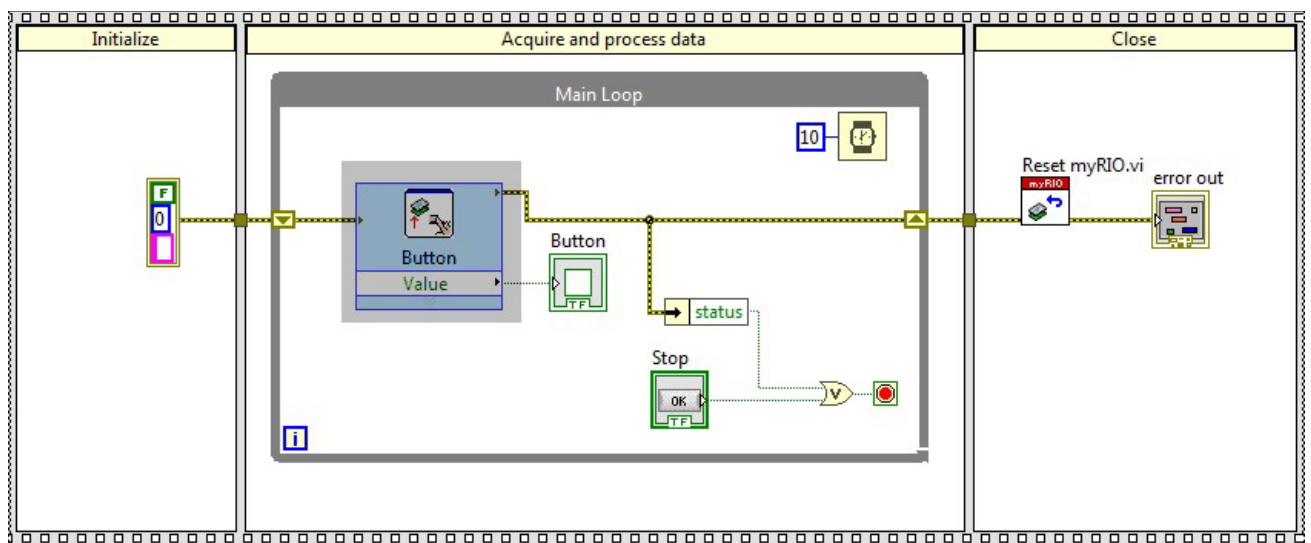 Initialize
Acquire and process data
Close
Main Loop
10
Reset myRIO.vi
myRIO
error out
F
0
Button
Value
Button
TF
status
Stop
OK
TF
V
i